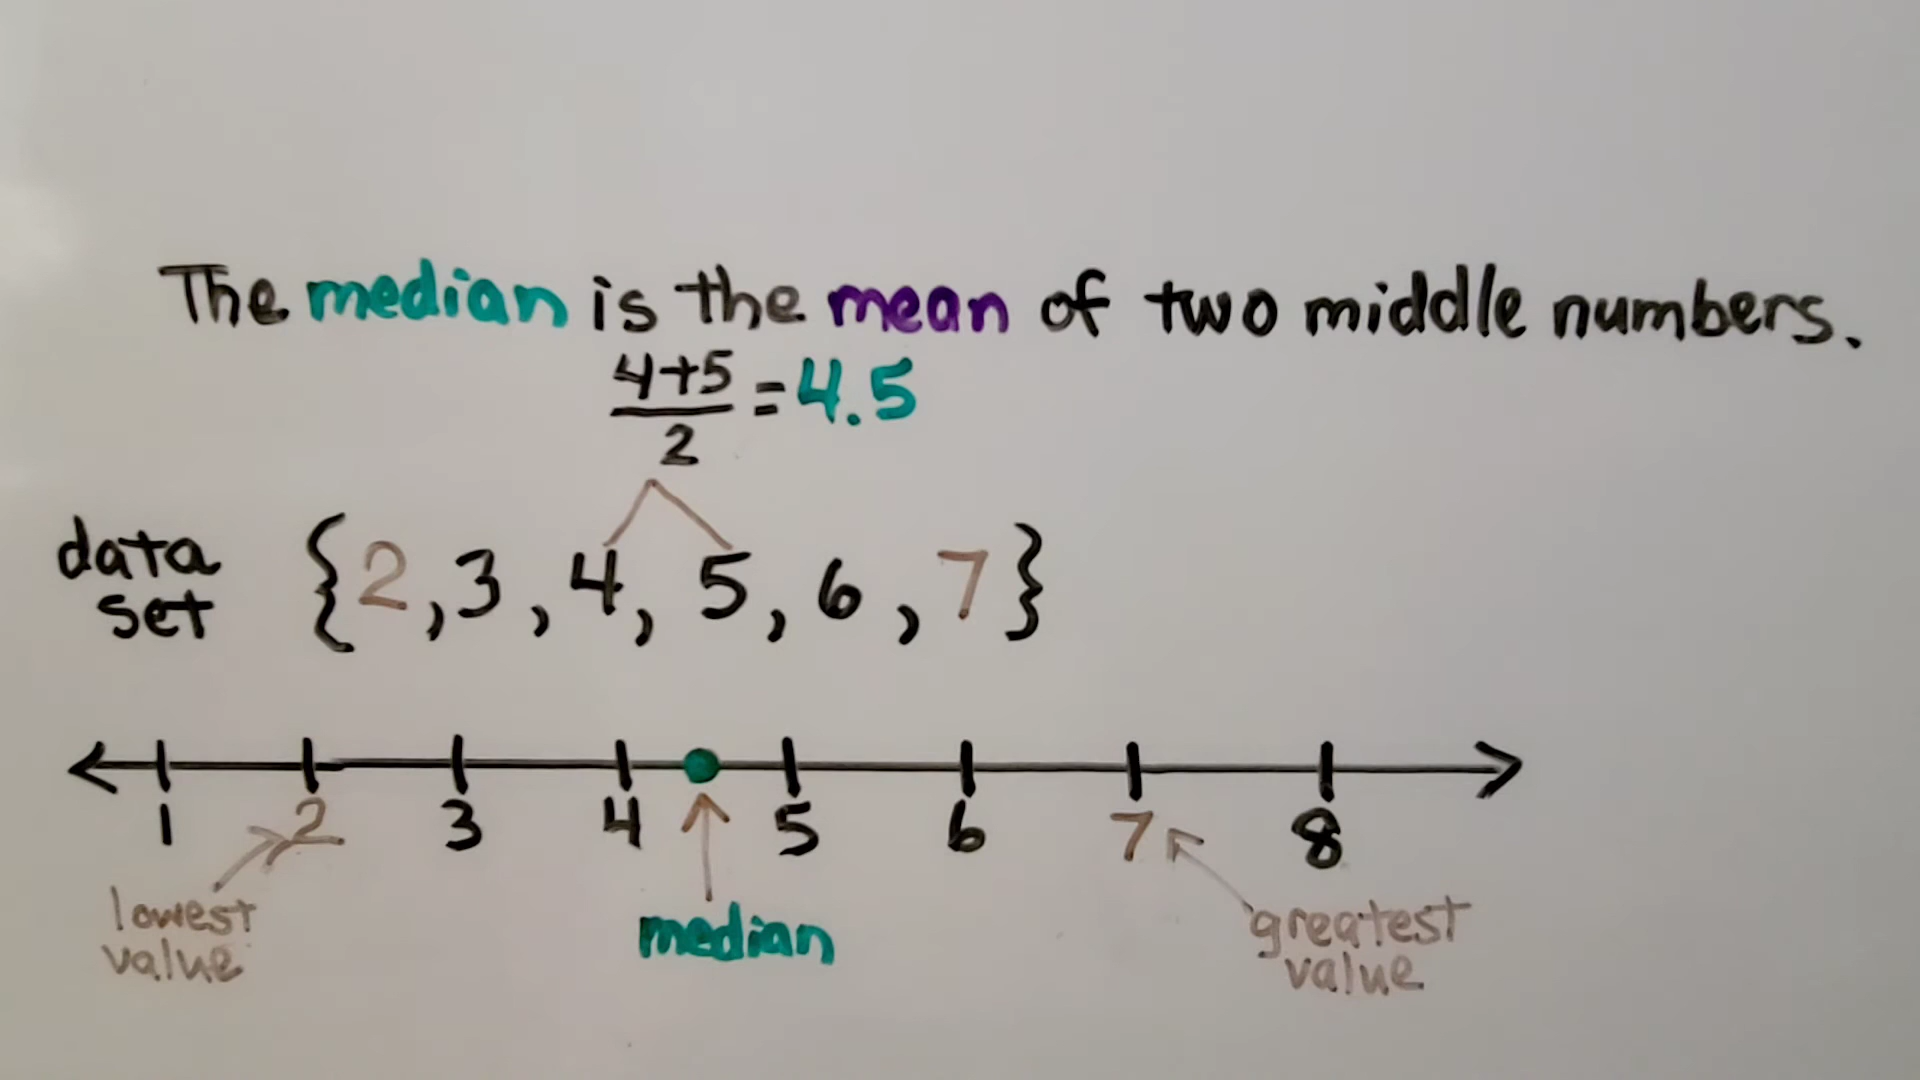 The median is the mean of two middle numbers.
4+5
2
=4.5
data set {2,3,4,5,6,7}
1 2 3 4 5 6 7 8
lowest value
median
greatest value